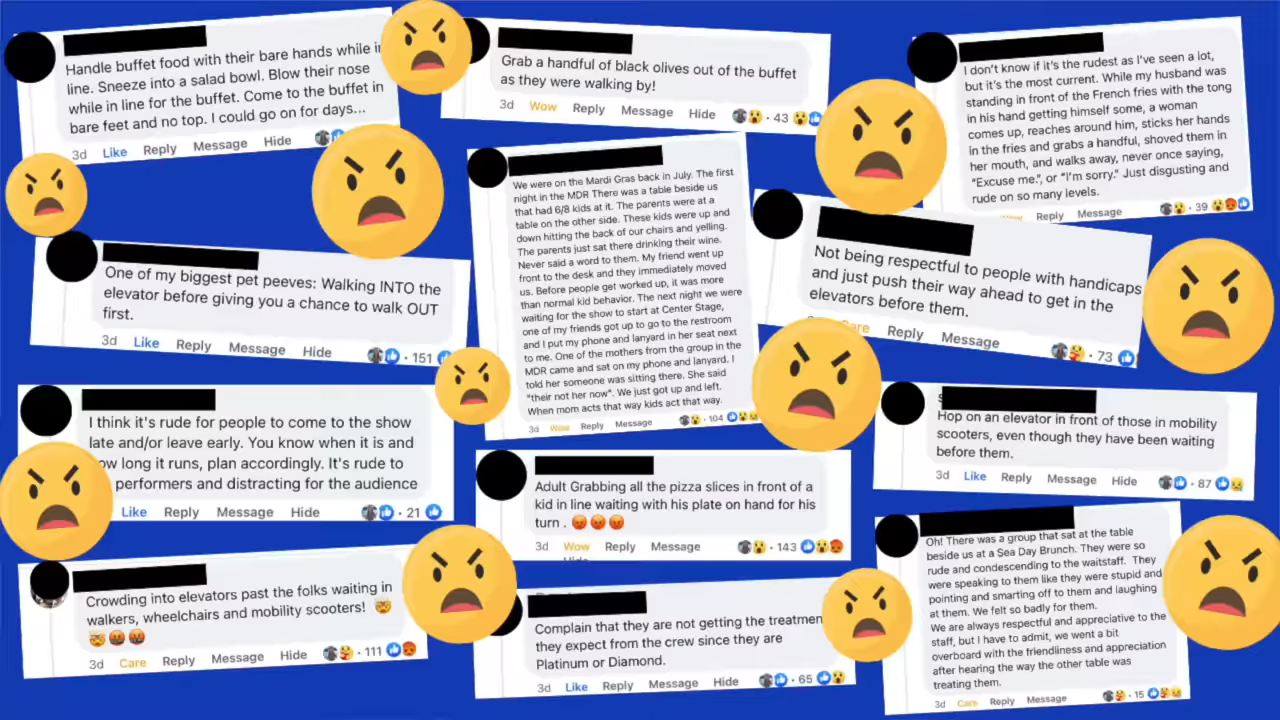 Handle buffet food with their bare hands while in
line. Sneeze into a salad bowl. Blow their nose
while in line for the buffet. Come to the buffet in
bare feet and no top. I could go on for days...
3d Like Reply Message Hide
Grab a handful of black olives out of the buffet
as they were walking by!
3d Wow Reply Message Hide 43
I don't know if it's the rudest as I've seen a lot,
but it's the most current. While my husband was
standing in front of the French fries with the tong
in his hand getting himself some, a woman
comes up, reaches around him, sticks her hands
in the fries and grabs a handful, shoved them in
her mouth, and walks away, never once saying,
"Excuse me.", or "I'm sorry." Just disgusting and
rude on so many levels.
Wow Reply Message 39
One of my biggest pet peeves: Walking INTO the
elevator before giving you a chance to walk OUT
first.
3d Like Reply Message Hide 151
We were on the Mardi Gras back in July. The first
night in the MDR There was a table beside us
that had 6/8 kids at it. The parents were at a
table on the other side. These kids were up and
down hitting the back of our chairs and yelling.
The parents just sat there drinking their wine.
Never said a word to them. My friend went up
front to the desk and they immediately moved
us. Before people get worked up, it was more
than normal kid behavior. The next night we were
waiting for the show to start at Center Stage,
one of my friends got up to go to the restroom
and I put my phone and lanyard in her seat next
to me. One of the mothers from the group in the
MDR came and sat on my phone and lanyard. I
told her someone was sitting there. She said
"their not her now". We just got up and left.
When mom acts that way kids act that way.
3d Wow Reply Message 104
Not being respectful to people with handicaps
and just push their way ahead to get in the
elevators before them.
Care Reply Message 73
I think it's rude for people to come to the show
late and/or leave early. You know when it is and
ow long it runs, plan accordingly. It's rude to
performers and distracting for the audience
Like Reply Message Hide 21
Adult Grabbing all the pizza slices in front of a
kid in line waiting with his plate on hand for his
turn . 😡 😡 😡
3d Wow Reply Message 143
Hide
Hop on an elevator in front of those in mobility
scooters, even though they have been waiting
before them.
3d Like Reply Message Hide 87
Crowding into elevators past the folks waiting in
walkers, wheelchairs and mobility scooters! 🤯
🤯 🤬 🤬
3d Care Reply Message Hide 111
Complain that they are not getting the treatmen
they expect from the crew since they are
Platinum or Diamond.
3d Like Reply Message Hide 65
Oh! There was a group that sat at the table
beside us at a Sea Day Brunch. They were so
rude and condescending to the waitstaff. They
were speaking to them like they were stupid and
pointing and smarting off to them and laughing
at them. We felt so badly for them.
We are always respectful and appreciative to the
staff, but I have to admit, we went a bit
overboard with the friendliness and appreciation
after hearing the way the other table was
treating them.
3d Care Reply Message 15